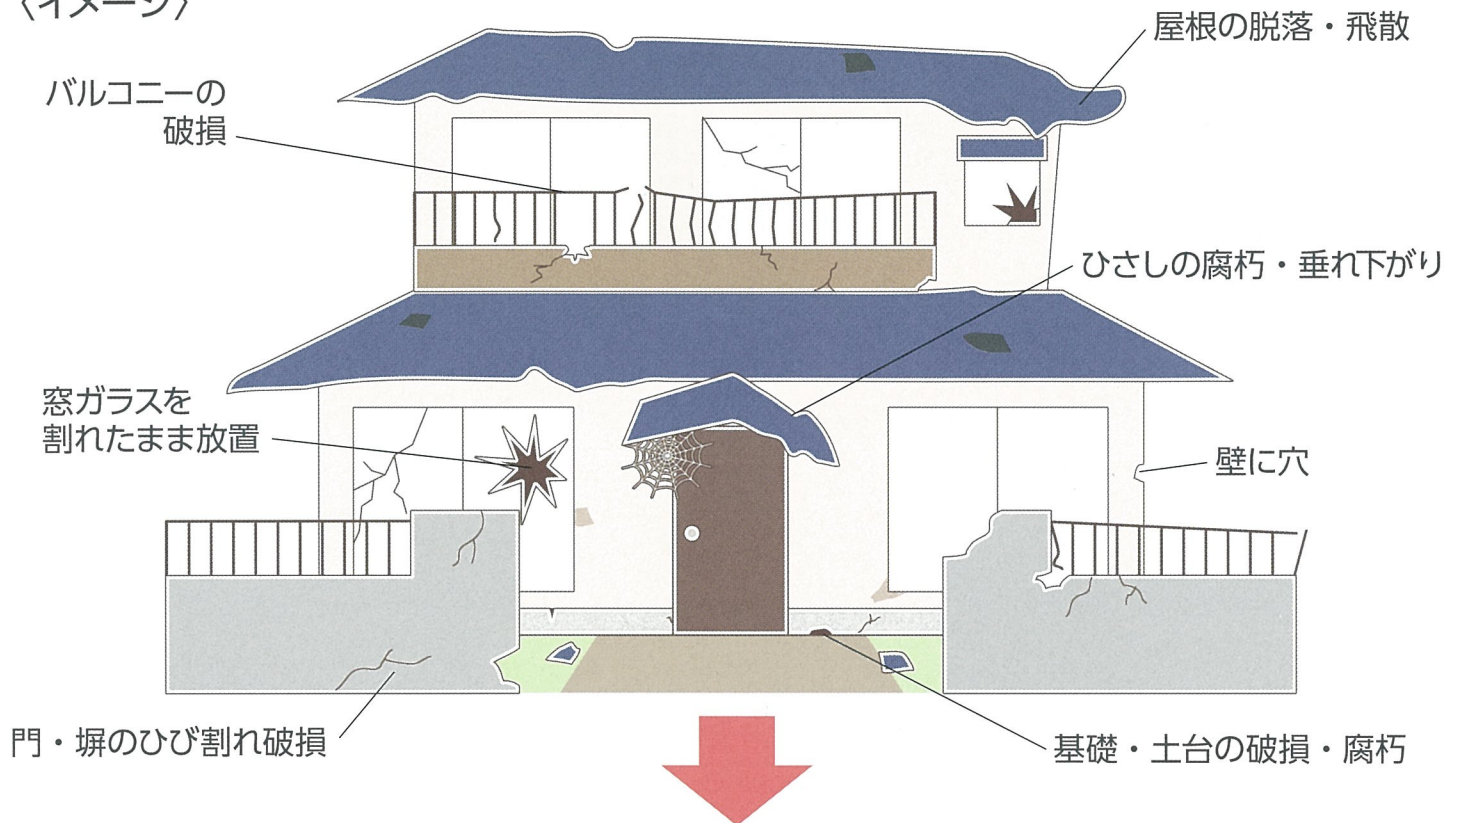 〈イメージ〉
屋根の脱落・飛散
バルコニーの
破損
ひさしの腐朽・垂れ下がり
窓ガラスを
割れたまま放置
壁に穴
門・塀のひび割れ破損
基礎・土台の破損・腐朽